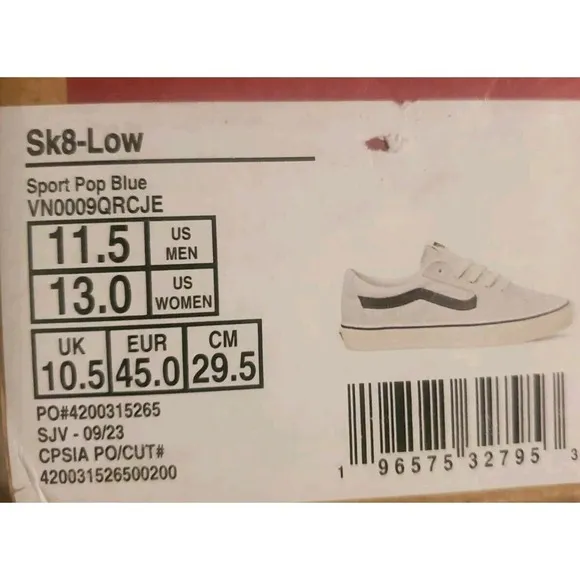 Sk8-Low
Sport Pop Blue
VN0009QRCJE
11.5 US MEN
13.0 US WOMEN
UK EUR CM
10.5 45.0 29.5
PO#4200315265
SJV - 09/23
CPSIA PO/CUT#
420031526500200
1 96575 32795 3